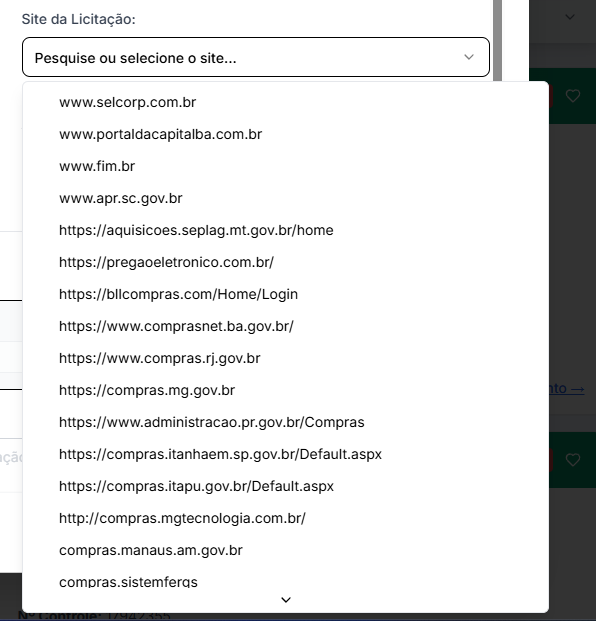 Site da Licitação:
Pesquise ou selecione o site...
www.selcorp.com.br
www.portaldacapitalba.com.br
www.fim.br
www.apr.sc.gov.br
https://aquisicoes.seplag.mt.gov.br/home
https://pregaoeletronico.com.br/
https://bllcompras.com/Home/Login
https://www.comprasnet.ba.gov.br/
https://www.compras.rj.gov.br
https://compras.mg.gov.br
nto →
https://www.administracao.pr.gov.br/Compras
https://compras.itanhaem.sp.gov.br/Default.aspx
ação
https://compras.itapu.gov.br/Default.aspx
http://compras.mgtecnologia.com.br/
compras.manaus.am.gov.br
compras.sistemfergs
Nº Controle: 17942355